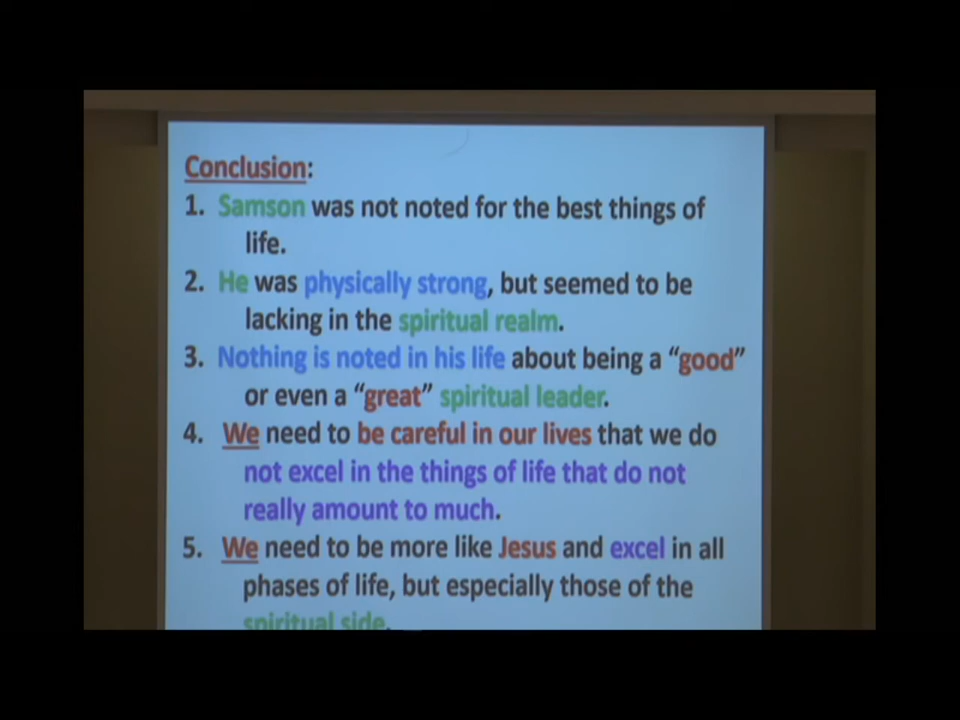 Conclusion:
1. Samson was not noted for the best things of
life.
2. He was physically strong, but seemed to be
lacking in the spiritual realm.
3. Nothing is noted in his life about being a “good”
or even a “great” spiritual leader.
4. We need to be careful in our lives that we do
not excel in the things of life that do not
really amount to much.
5. We need to be more like Jesus and excel in all
phases of life, but especially those of the
spiritual side.